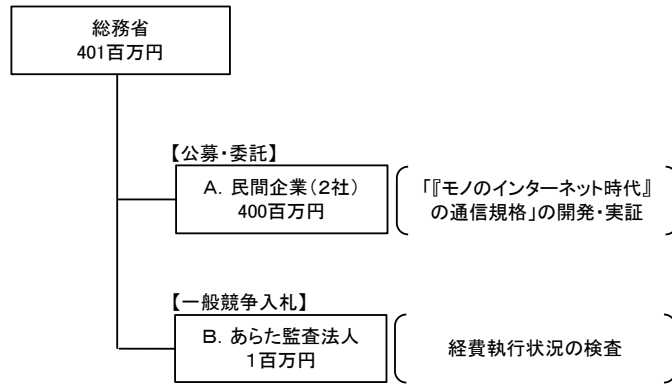 総務省
401百万円
【公募・委託】
A. 民間企業(2社)
400百万円
「『モノのインターネット時代』
の通信規格」の開発・実証
【一般競争入札】
B. あらた監査法人
1百万円
経費執行状況の検査